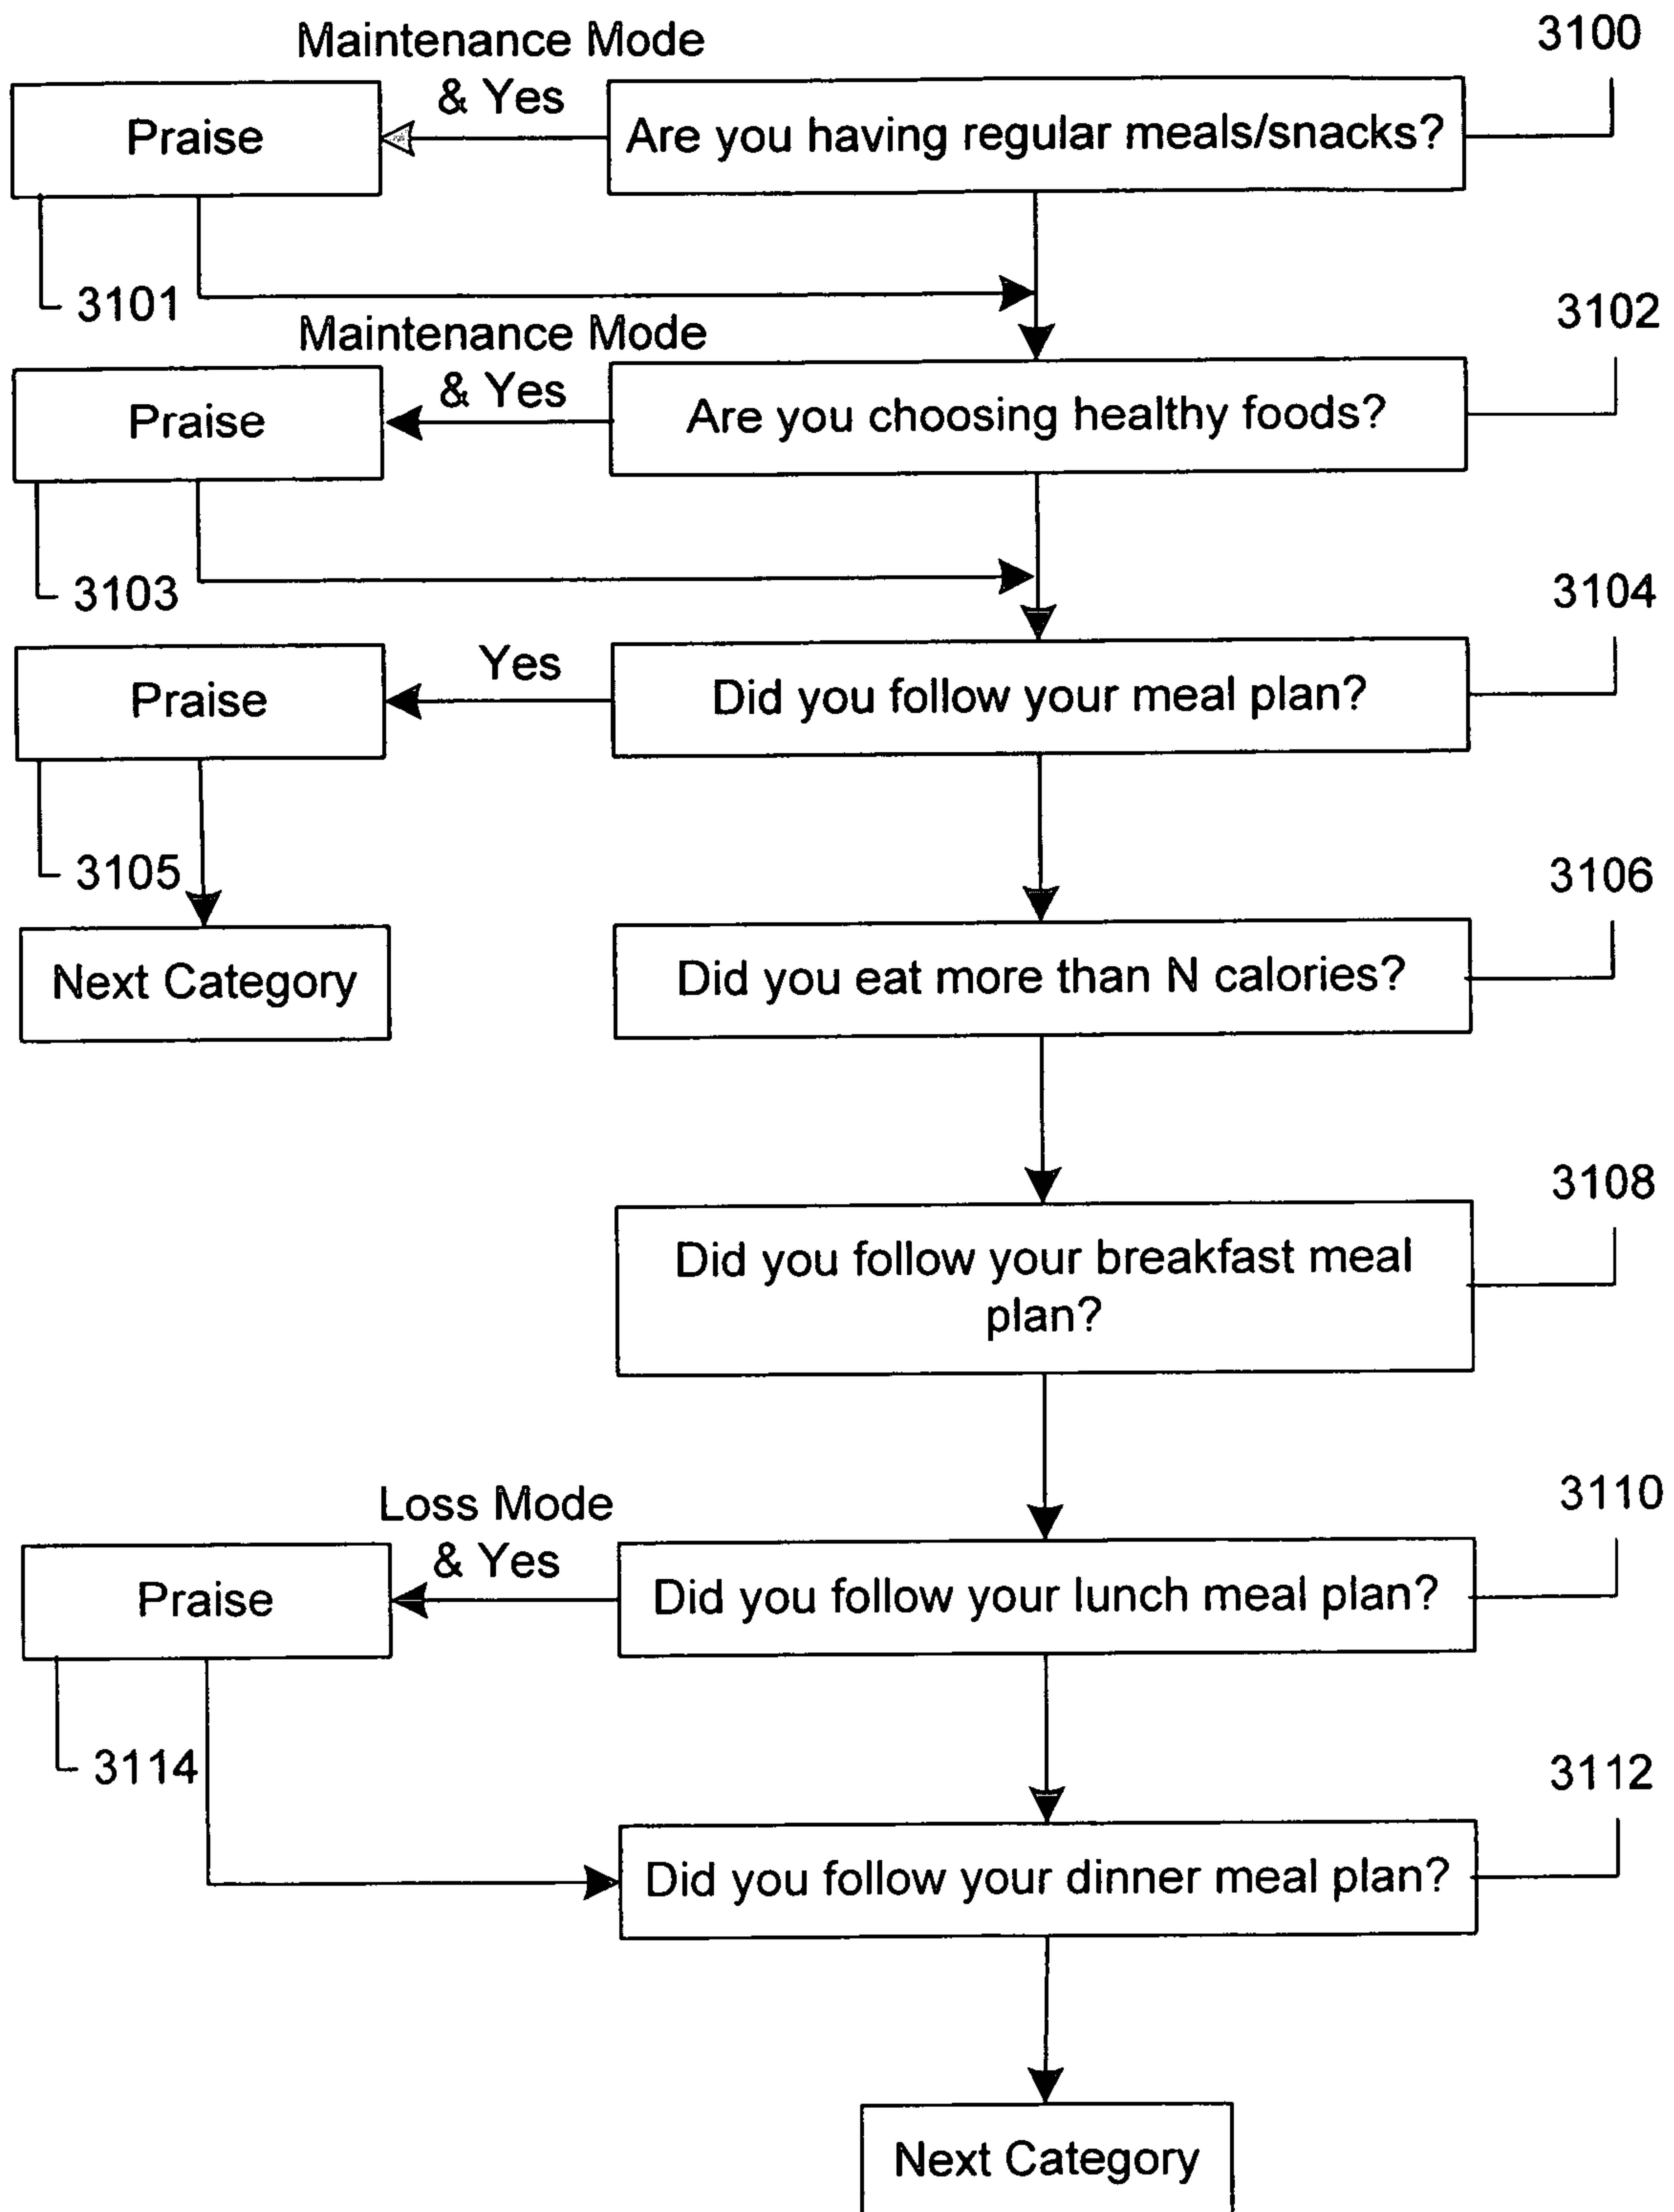 Maintenance Mode
& Yes
3100
Praise
Are you having regular meals/snacks?
3101
Maintenance Mode
& Yes
3102
Praise
Are you choosing healthy foods?
3103
3104
Yes
Praise
Did you follow your meal plan?
3105
3106
Next Category
Did you eat more than N calories?
3108
Did you follow your breakfast meal
plan?
Loss Mode
& Yes
3110
Praise
Did you follow your lunch meal plan?
3114
3112
Did you follow your dinner meal plan?
Next Category